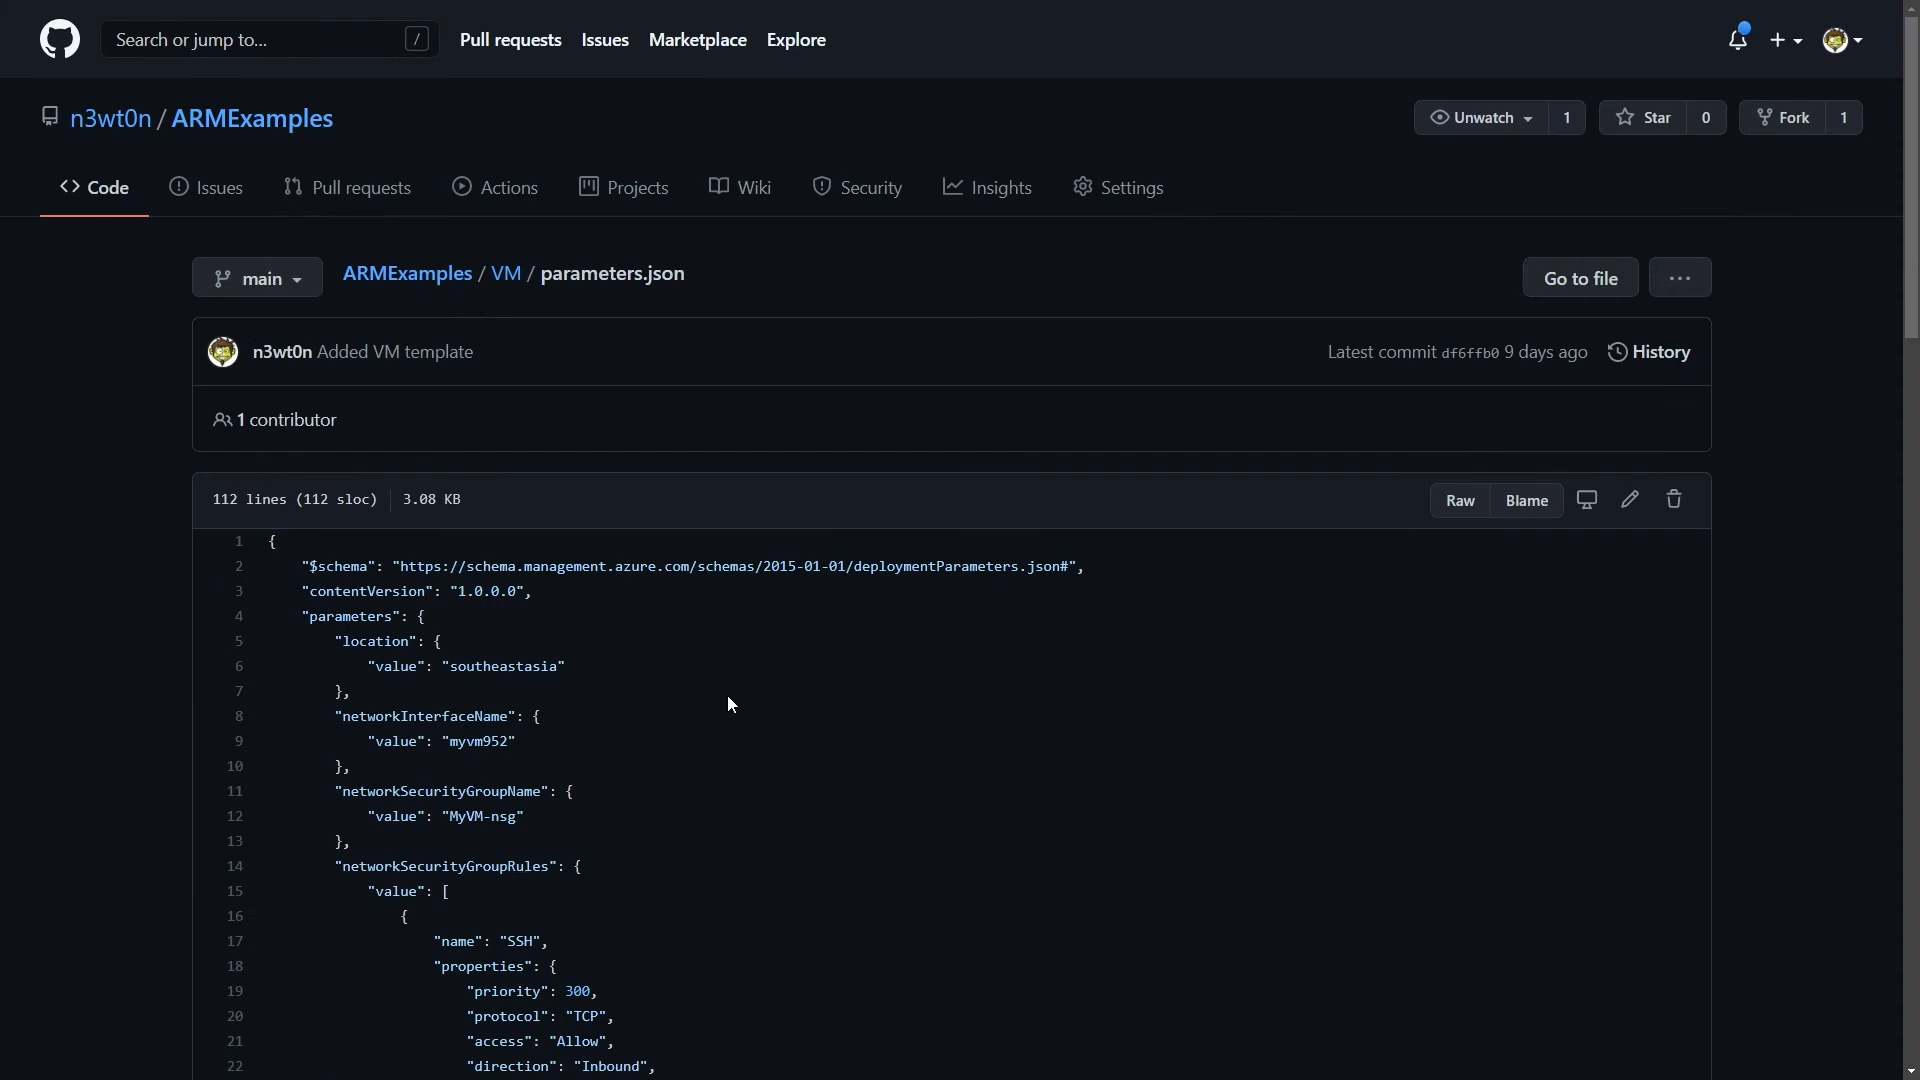 Search or jump to... /
Pull requests Issues Marketplace Explore
n3wt0n / ARMExamples
Unwatch 1 Star 0 Fork 1
Code Issues Pull requests Actions Projects Wiki Security Insights Settings
main ARMExamples / VM / parameters.json Go to file ...
n3wt0n Added VM template Latest commit df6ffb0 9 days ago History
1 contributor
112 lines (112 sloc) 3.08 KB Raw Blame
1 {
2 "$schema": "https://schema.management.azure.com/schemas/2015-01-01/deploymentParameters.json#",
3 "contentVersion": "1.0.0.0",
4 "parameters": {
5 "location": {
6 "value": "southeastasia"
7 },
8 "networkInterfaceName": {
9 "value": "myvm952"
10 },
11 "networkSecurityGroupName": {
12 "value": "MyVM-nsg"
13 },
14 "networkSecurityGroupRules": {
15 "value": [
16 {
17 "name": "SSH",
18 "properties": {
19 "priority": 300,
20 "protocol": "TCP",
21 "access": "Allow",
22 "direction": "Inbound",